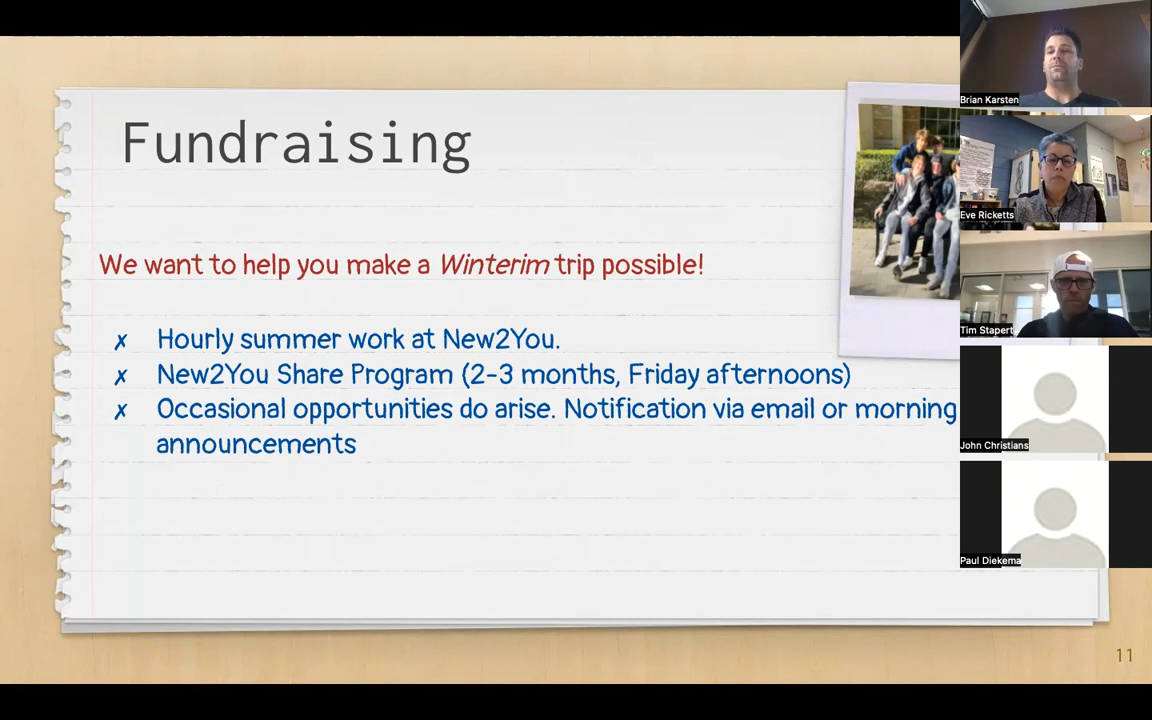 Fundraising
We want to help you make a Winterim trip possible!
✗ Hourly summer work at New2You.
✗ New2You Share Program (2-3 months, Friday afternoons)
✗ Occasional opportunities do arise. Notification via email or morning
announcements
Brian Karsten
Eve Ricketts
Tim Stapert
John Christians
Paul Diekema
11